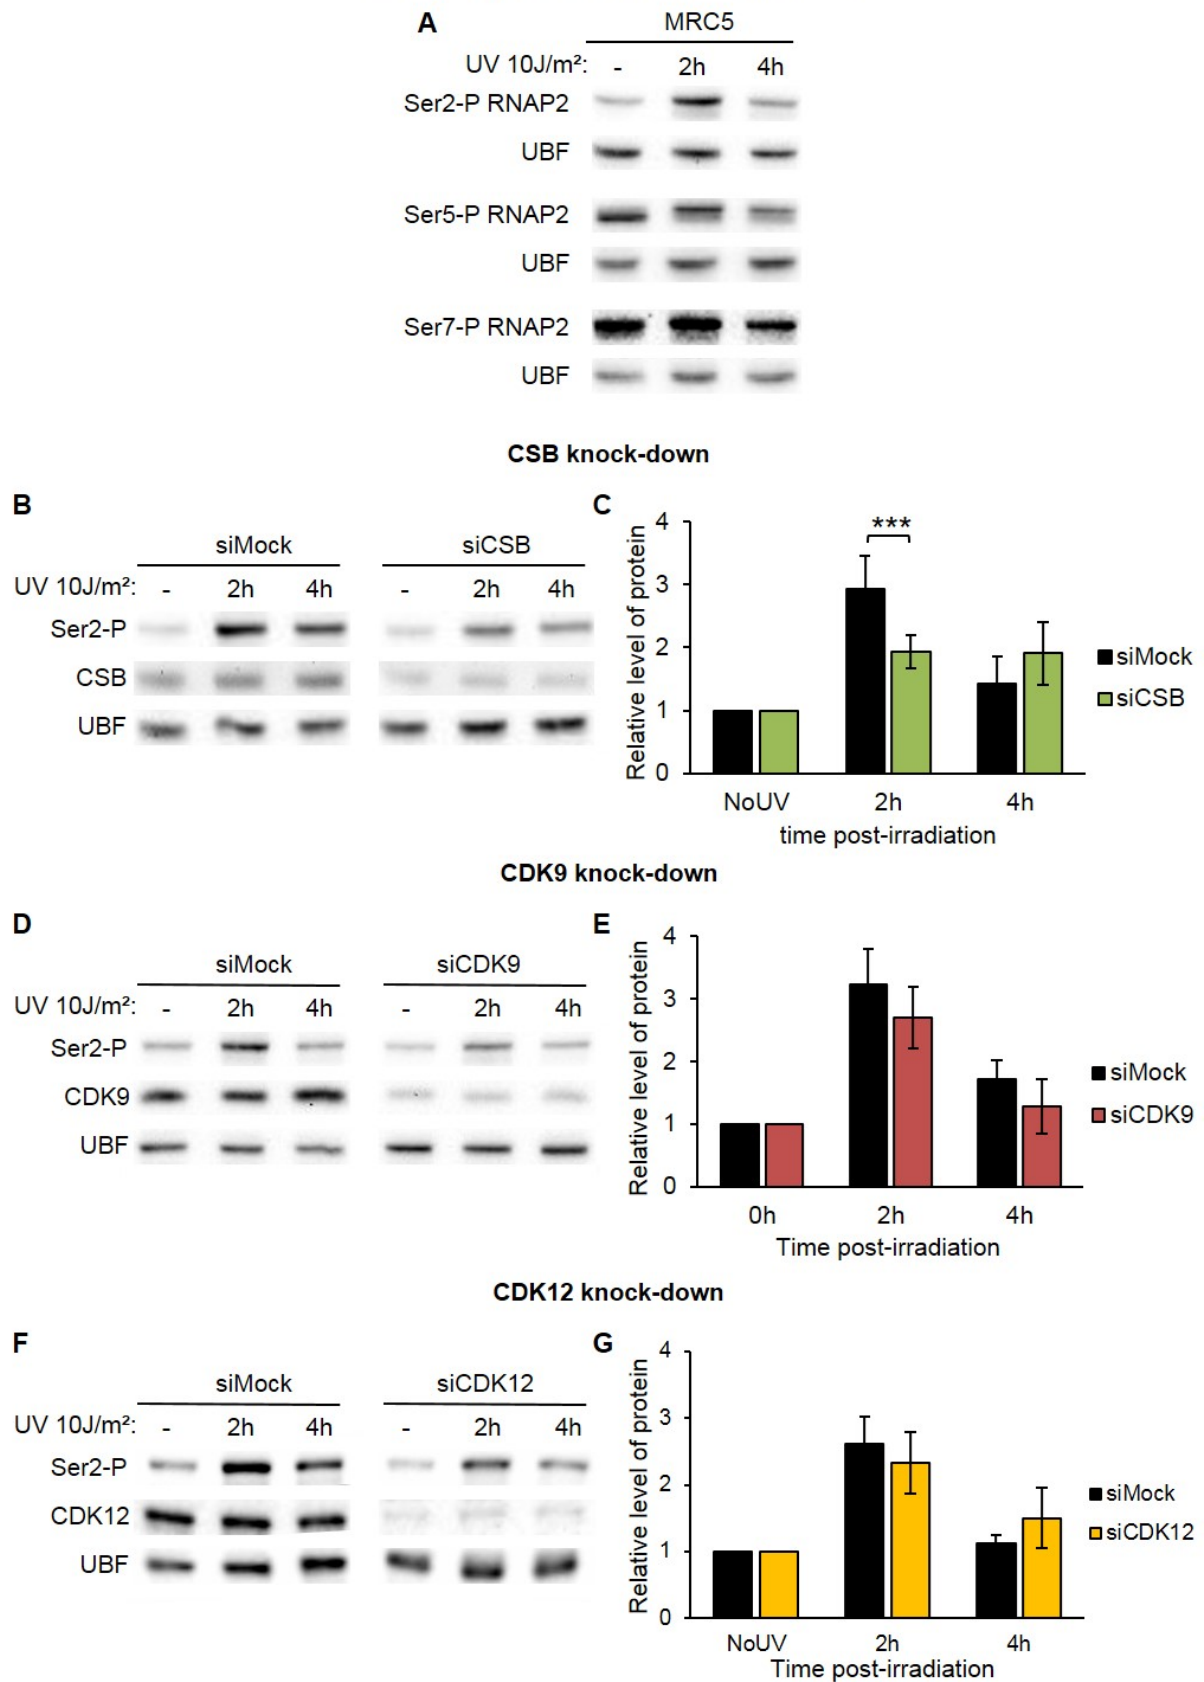 A
MRC5
UV 10J/m²: - 2h 4h
Ser2-P RNAP2
UBF
Ser5-P RNAP2
UBF
Ser7-P RNAP2
UBF
CSB knock-down
B
siMock siCSB
UV 10J/m²: - 2h 4h - 2h 4h
Ser2-P
CSB
UBF
C
Relative level of protein
4
3
2
1
0
***
NoUV 2h 4h
time post-irradiation
siMock
siCSB
CDK9 knock-down
D
siMock siCDK9
UV 10J/m²: - 2h 4h - 2h 4h
Ser2-P
CDK9
UBF
E
Relative level of protein
4
3
2
1
0
0h 2h 4h
Time post-irradiation
siMock
siCDK9
CDK12 knock-down
F
siMock siCDK12
UV 10J/m²: - 2h 4h - 2h 4h
Ser2-P
CDK12
UBF
G
Relative level of protein
4
3
2
1
0
NoUV 2h 4h
Time post-irradiation
siMock
siCDK12